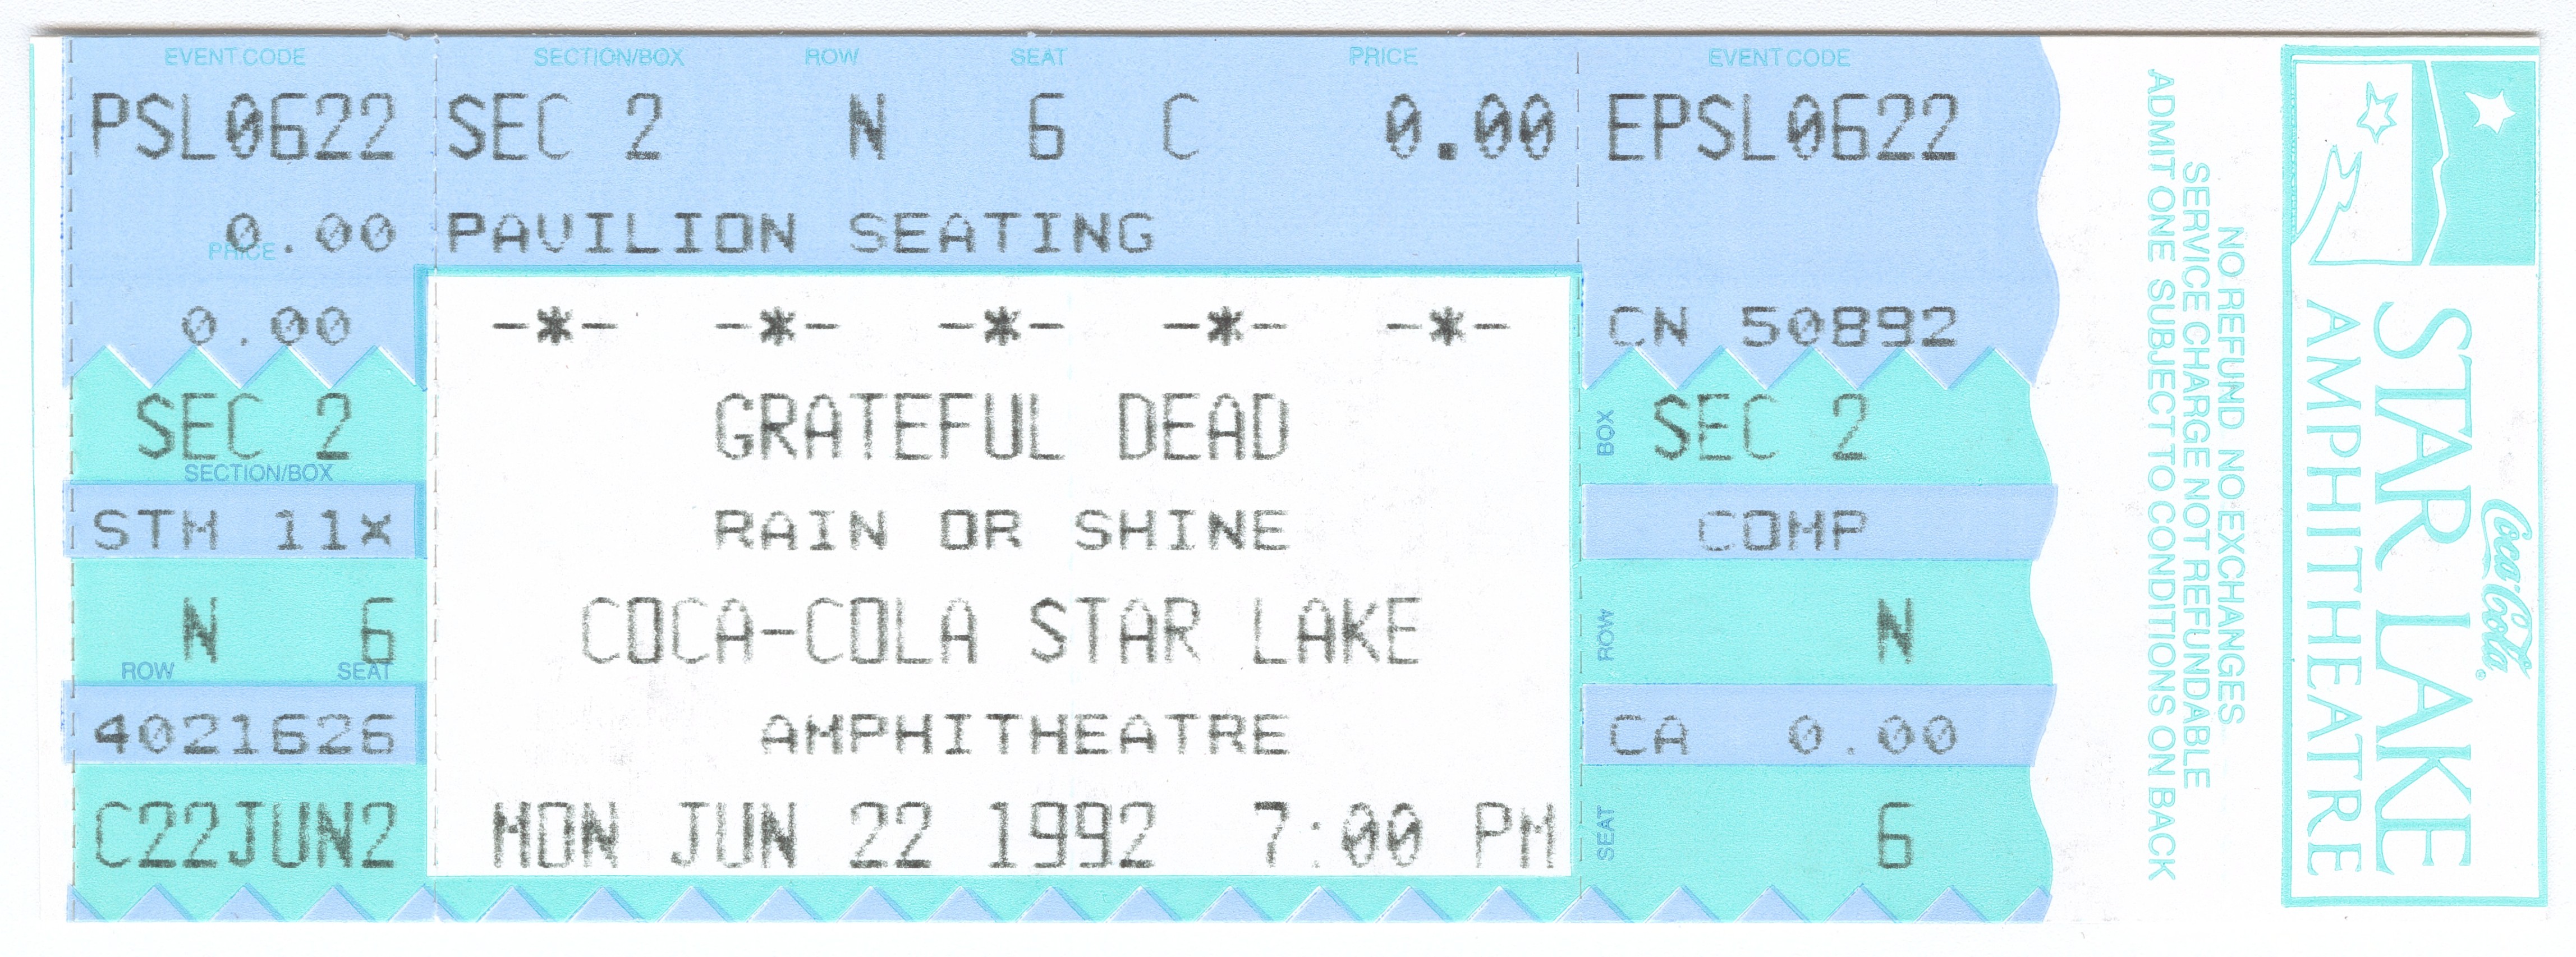 EVENT CODE
PSL0622
0.00
PRICE
0.00
SEC 2
SECTION/BOX
STM 11X
N 6
ROW SEAT
4021626
C22JUN2
SECTION/BOX ROW SEAT PRICE
SEC 2 N 6 C 0.00
PAVILION SEATING
-*- -*- -*- -*- -*-
GRATEFUL DEAD
RAIN OR SHINE
COCA-COLA STAR LAKE
AMPHITHEATRE
MON JUN 22 1992 7:00 PM
EVENT CODE
EPSL0622
CN 50892
BOX SEC 2
COMP
ROW N
CA 0.00
SEAT 6
NO REFUND NO EXCHANGES
SERVICE CHARGE NOT REFUNDABLE
ADMIT ONE SUBJECT TO CONDITIONS ON BACK
Coca-Cola
STAR LAKE
AMPHITHEATRE